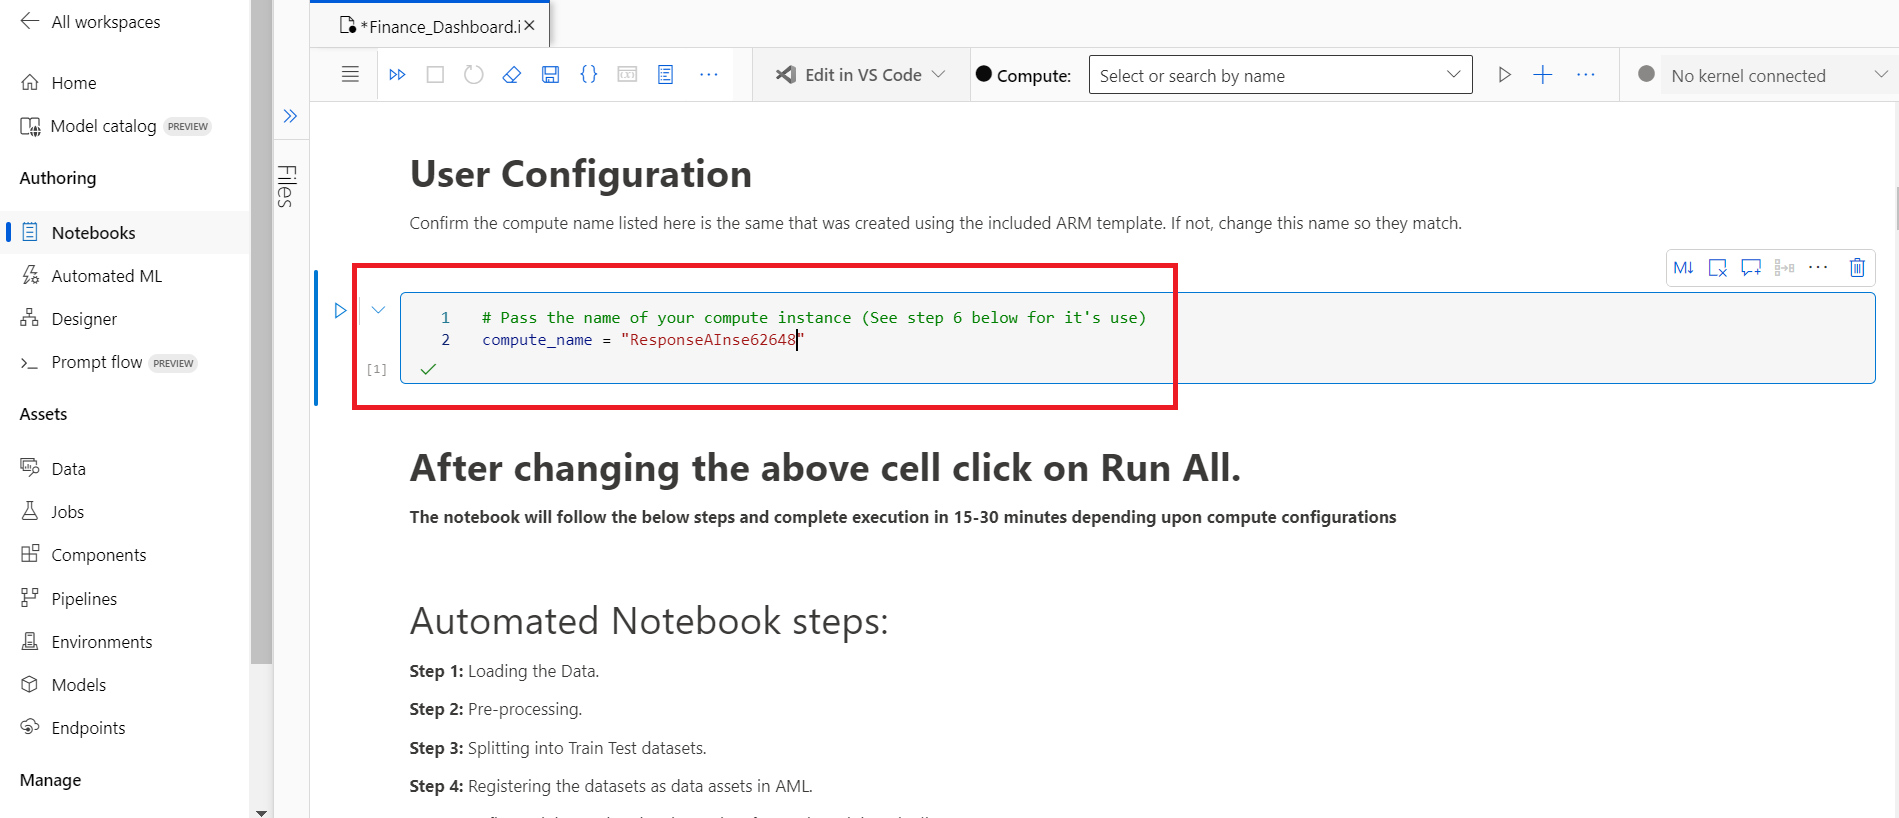 All workspaces
Home
Model catalog PREVIEW
Authoring
Notebooks
Automated ML
Designer
Prompt flow PREVIEW
Assets
Data
Jobs
Components
Pipelines
Environments
Models
Endpoints
Manage
Files
*Finance_Dashboard.i
Edit in VS Code
Compute:
Select or search by name
No kernel connected
User Configuration
Confirm the compute name listed here is the same that was created using the included ARM template. If not, change this name so they match.
M↓
1 # Pass the name of your compute instance (See step 6 below for it's use)
2 compute_name = "ResponseAInse62648"
[1]
After changing the above cell click on Run All.
The notebook will follow the below steps and complete execution in 15-30 minutes depending upon compute configurations
Automated Notebook steps:
Step 1: Loading the Data.
Step 2: Pre-processing.
Step 3: Splitting into Train Test datasets.
Step 4: Registering the datasets as data assets in AML.